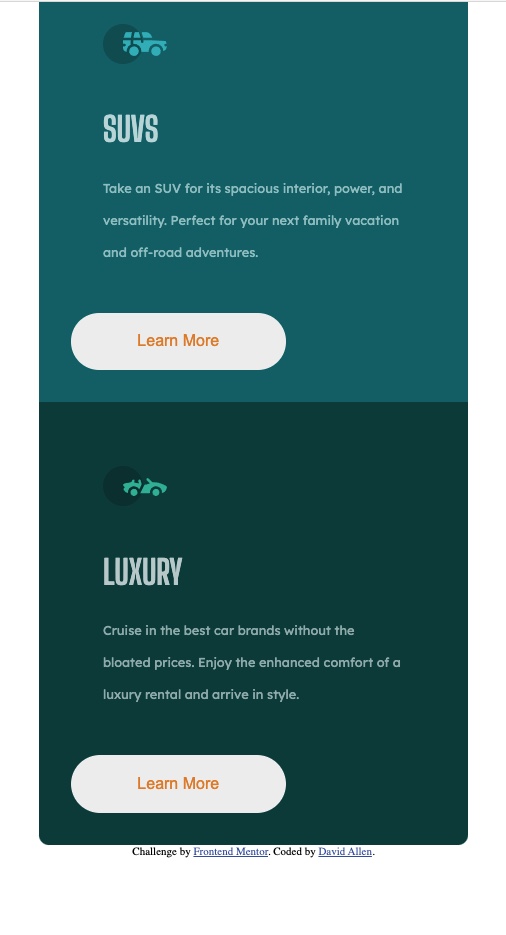 SUVS
Take an SUV for its spacious interior, power, and
versatility. Perfect for your next family vacation
and off-road adventures.
Learn More
LUXURY
Cruise in the best car brands without the
bloated prices. Enjoy the enhanced comfort of a
luxury rental and arrive in style.
Learn More
Challenge by Frontend Mentor. Coded by David Allen.